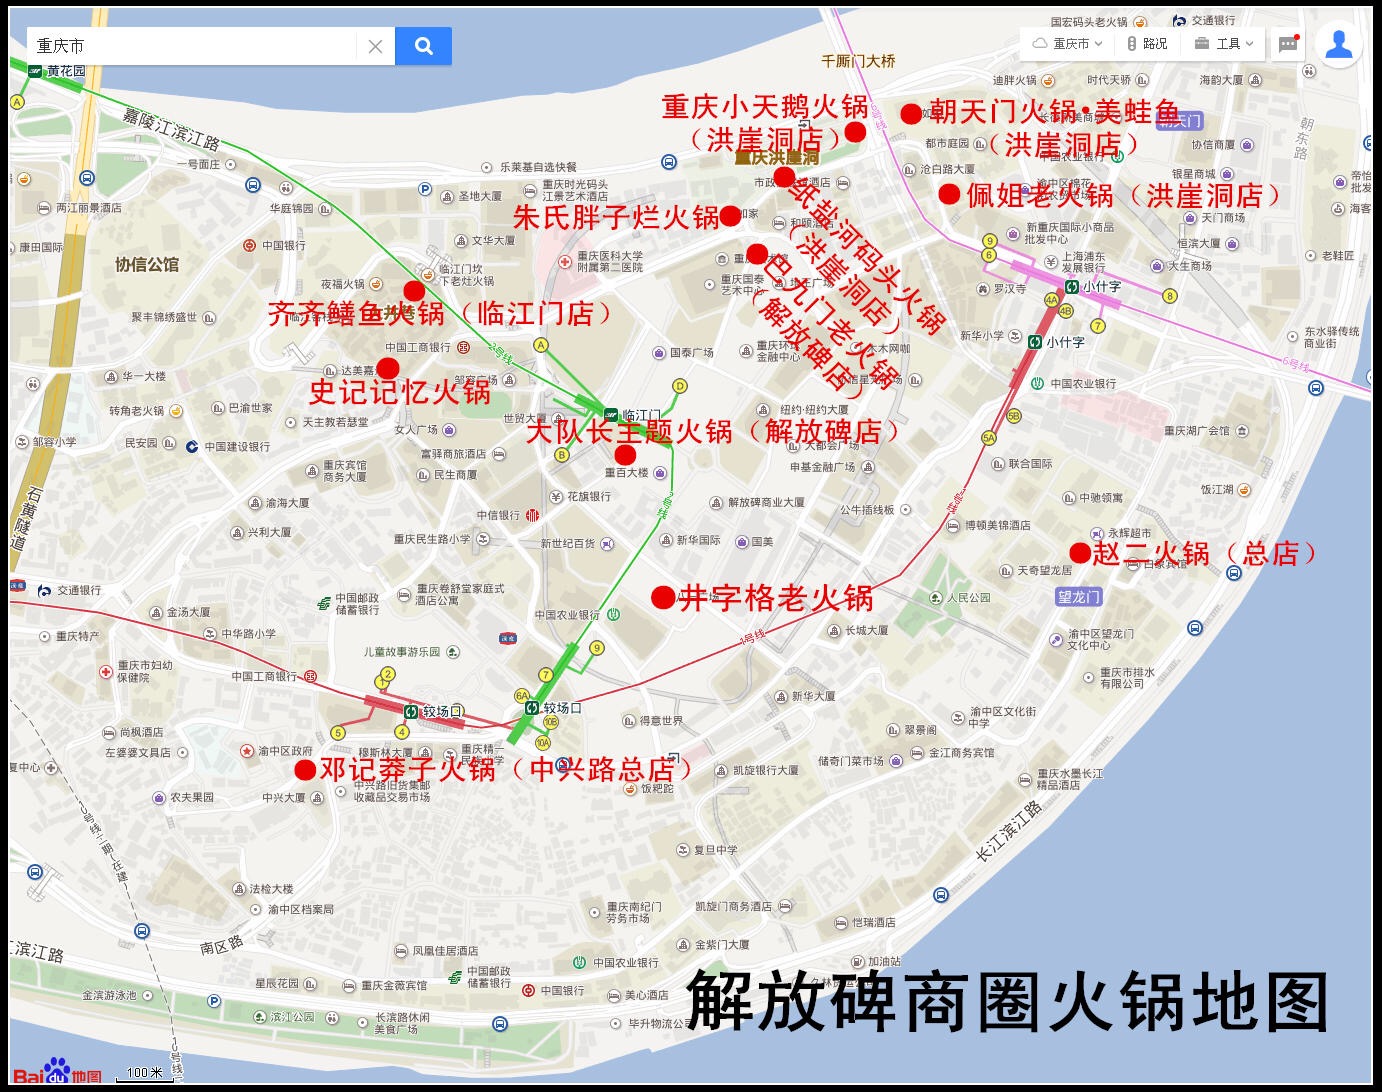 重庆市
重庆市
路况
工具
黄花园
国宏码头老火锅
交通银行
千厮门大桥
嘉陵江滨江路
迪胖火锅
时代天骄
海韵大厦
重庆小天鹅火锅
（洪崖洞店）
朝天门火锅·美蛙鱼
（洪崖洞店）
朝天门
朝东路
一号面庄
乐莱基自选快餐
重庆洪崖洞
都市庭园
中国农业银行
协信商厦
沧白路大厦
银星商城
两江丽景酒店
华庭锦园
圣地大厦
重庆时光码头
江景艺术酒店
佩姐老火锅（洪崖洞店）
朱氏胖子烂火锅
纸盐河码头火锅
（洪崖洞店）
天门商场
新重庆国际小商品
批发中心
恒滨大厦
大生商场
老鞋匠
康田国际
中国银行
文华大厦
协信公馆
重庆医科大学
附属第二医院
和颐酒店
上海浦东
发展银行
夜福火锅
临江门坎
下老灶火锅
重庆国泰
艺术中心
七九门老火锅
（解放碑店）
罗汉寺
小什字
齐齐鳝鱼火锅（临江门店）
聚丰锦绣盛世
中国工商银行
2号线
国泰广场
重庆环球
金融中心
木木网咖
新华小学
小什字
东水驿传统
商业街
6号线
华一大楼
史记记忆火锅
邹容广场
中国农业银行
转角老火锅
巴渝世家
天主教若瑟堂
世贸大厦
临江门
纽约·纽约大厦
重庆湖广会馆
邹容小学
民安园
中国建设银行
女人广场
大队长主题火锅（解放碑店）
大都会广场
富驿商旅酒店
民生商厦
重百大楼
申基金融广场
联合国际
重庆宾馆
商务大厦
石黄隧道
渝海大厦
花旗银行
解放碑商业大厦
公牛插线板
中驰领寓
饭江湖
兴利大厦
中信银行
重庆民生路小学
新世纪百货
新华国际
国美
博顿美锦酒店
永辉超市
赵二火锅（总店）
白象宾馆
天奇望龙居
望龙门
交通银行
中国邮政
储蓄银行
重庆卷舒堂家庭式
酒店公寓
井字格老火锅
人民公园
金汤大厦
中国农业银行
重庆特产
中华路小学
1号线
长城大厦
渝中区望龙门
文化中心
儿童故事游乐园
重庆市妇幼
保健院
中国工商银行
重庆市排水
有限公司
较场口
较场口
新华大厦
得意世界
渝中区文化街
中学
尚枫酒店
翠景阁
左婆婆文具店
渝中区政府
穆斯林大厦
重庆精一
民族小学
金江商务宾馆
储奇门菜市场
邓记莽子火锅（中兴路总店）
凯旋银行大厦
重庆水墨长江
精品酒店
农夫果园
中兴大厦
中兴路旧货集邮
收藏品交易市场
饭粑跎
长江滨江路
复旦中学
法检大楼
渝中区档案局
重庆南纪门
劳务市场
凯旋门商务酒店
恺瑞酒店
南区路
凤凰佳居酒店
金紫门大厦
加油站
中国邮政
储蓄银行
中国农业银行
星辰花园
重庆金薇宾馆
中国银行
美心酒店
金滨游泳池
滨江公园
长滨路休闲
美食广场
毕升物流公司
解放碑商圈火锅地图
Bai du 地图
100 米